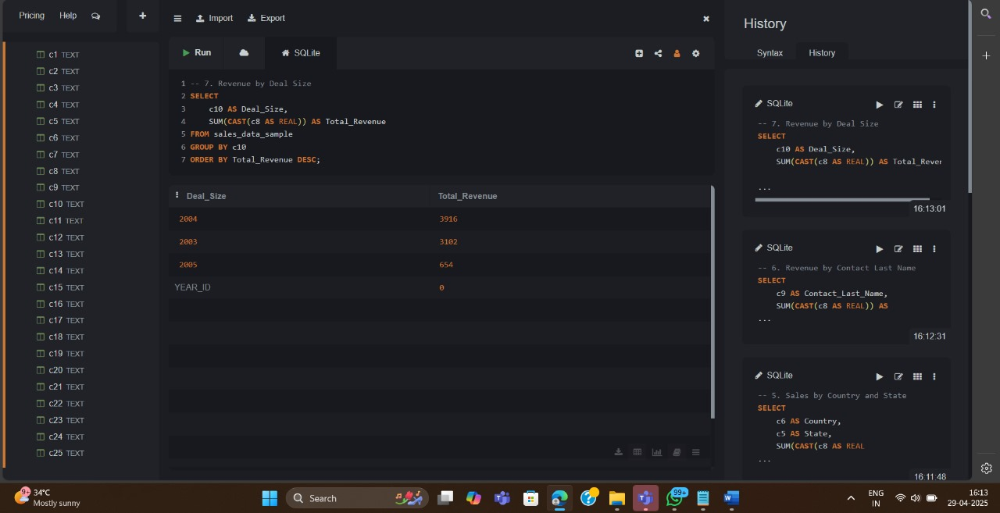 Pricing
Help
Import
Export
History
Run
SQLite
Syntax
History
c1 TEXT
c2 TEXT
c3 TEXT
c4 TEXT
c5 TEXT
c6 TEXT
c7 TEXT
c8 TEXT
c9 TEXT
c10 TEXT
c11 TEXT
c12 TEXT
c13 TEXT
c14 TEXT
c15 TEXT
c16 TEXT
c17 TEXT
c18 TEXT
c19 TEXT
c20 TEXT
c21 TEXT
c22 TEXT
c23 TEXT
c24 TEXT
c25 TEXT
1 -- 7. Revenue by Deal Size
2 SELECT
3 c10 AS Deal_Size,
4 SUM(CAST(c8 AS REAL)) AS Total_Revenue
5 FROM sales_data_sample
6 GROUP BY c10
7 ORDER BY Total_Revenue DESC;
Deal_Size Total_Revenue
2004 3916
2003 3102
2005 654
YEAR_ID 0
SQLite
-- 7. Revenue by Deal Size
SELECT
c10 AS Deal_Size,
SUM(CAST(c8 AS REAL)) AS Total_Rever
...
16:13:01
SQLite
-- 6. Revenue by Contact Last Name
SELECT
c9 AS Contact_Last_Name,
SUM(CAST(c8 AS REAL)) AS
...
16:12:31
SQLite
-- 5. Sales by Country and State
SELECT
c6 AS Country,
c5 AS State,
SUM(CAST(c8 AS REAL
...
16:11:48
9+
34°C
Mostly sunny
Search
99+
ENG
IN
16:13
29-04-2025